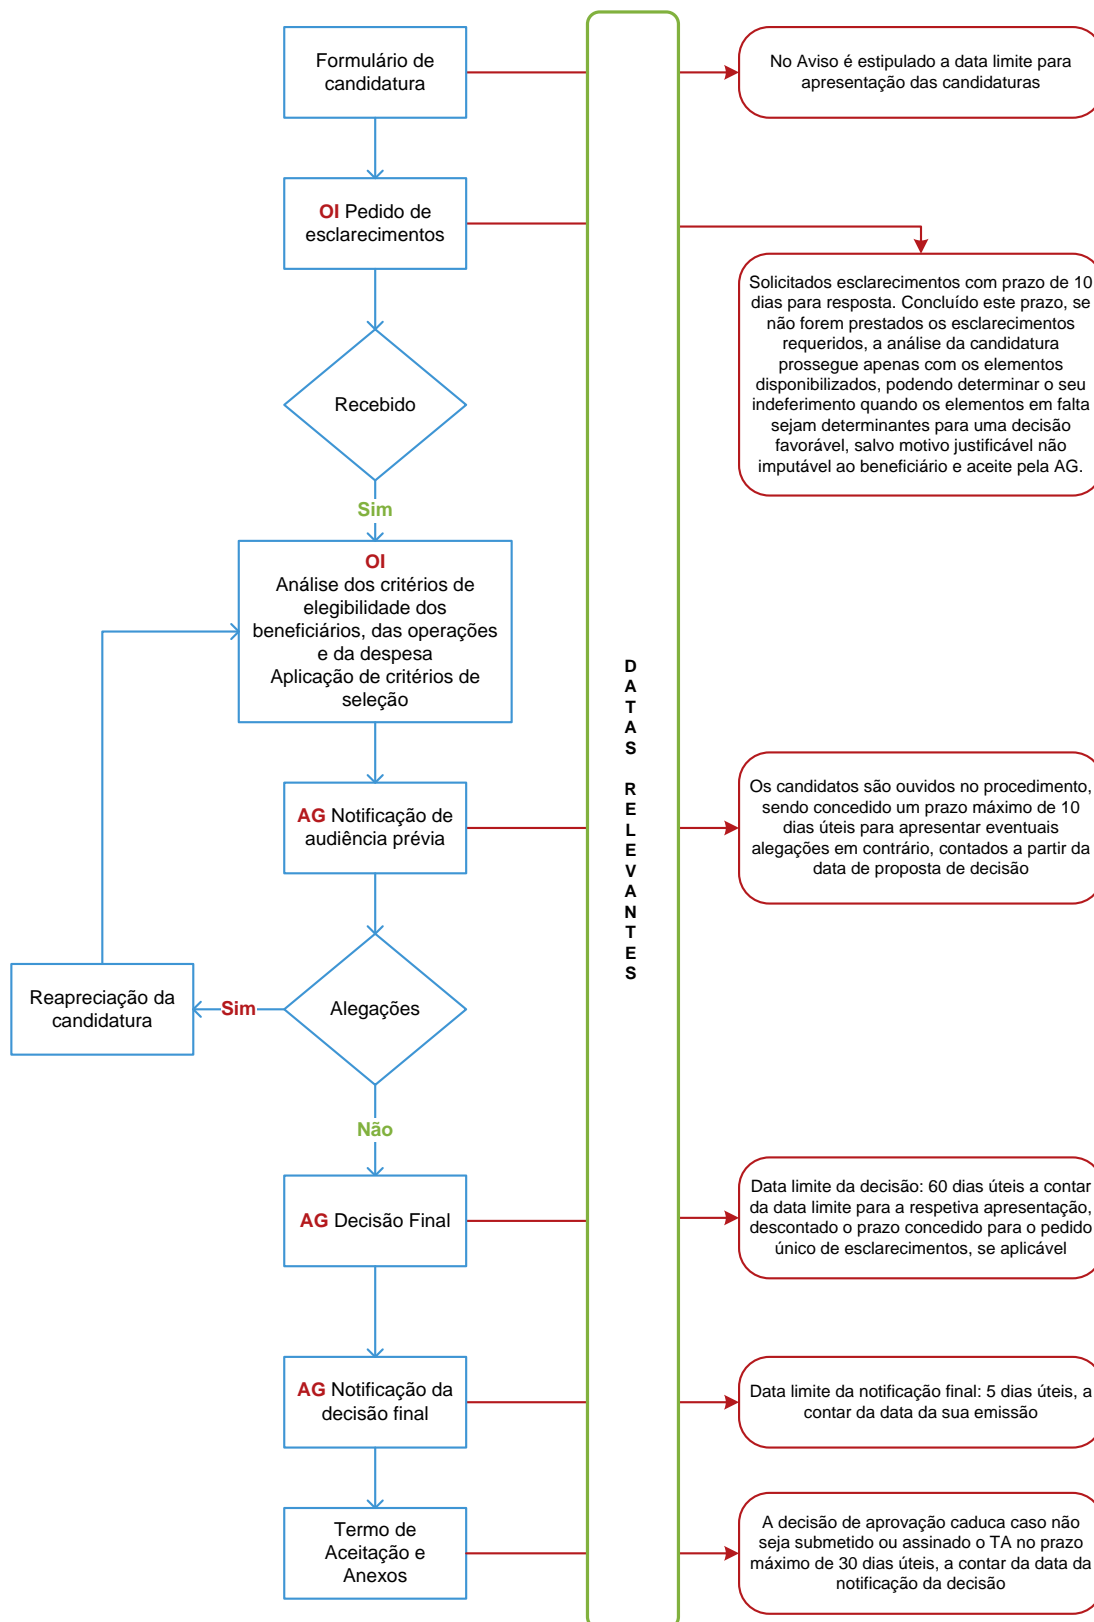 Formulário de
candidatura
No Aviso é estipulado a data limite para
apresentação das candidaturas
OI Pedido de
esclarecimentos
Solicitados esclarecimentos com prazo de 10
dias para resposta. Concluído este prazo, se
não forem prestados os esclarecimentos
requeridos, a análise da candidatura
prossegue apenas com os elementos
disponibilizados, podendo determinar o seu
indeferimento quando os elementos em falta
sejam determinantes para uma decisão
favorável, salvo motivo justificável não
imputável ao beneficiário e aceite pela AG.
Recebido
Sim
OI
Análise dos critérios de
elegibilidade dos
beneficiários, das operações
e da despesa
Aplicação de critérios de
seleção
DATAS RELEVANTES
AG Notificação de
audiência prévia
Os candidatos são ouvidos no procedimento,
sendo concedido um prazo máximo de 10
dias úteis para apresentar eventuais
alegações em contrário, contados a partir da
data de proposta de decisão
Alegações
Sim
Reapreciação da
candidatura
Não
AG Decisão Final
Data limite da decisão: 60 dias úteis a contar
da data limite para a respetiva apresentação,
descontado o prazo concedido para o pedido
único de esclarecimentos, se aplicável
AG Notificação da
decisão final
Data limite da notificação final: 5 dias úteis, a
contar da data da sua emissão
Termo de
Aceitação e
Anexos
A decisão de aprovação caduca caso não
seja submetido ou assinado o TA no prazo
máximo de 30 dias úteis, a contar da data da
notificação da decisão